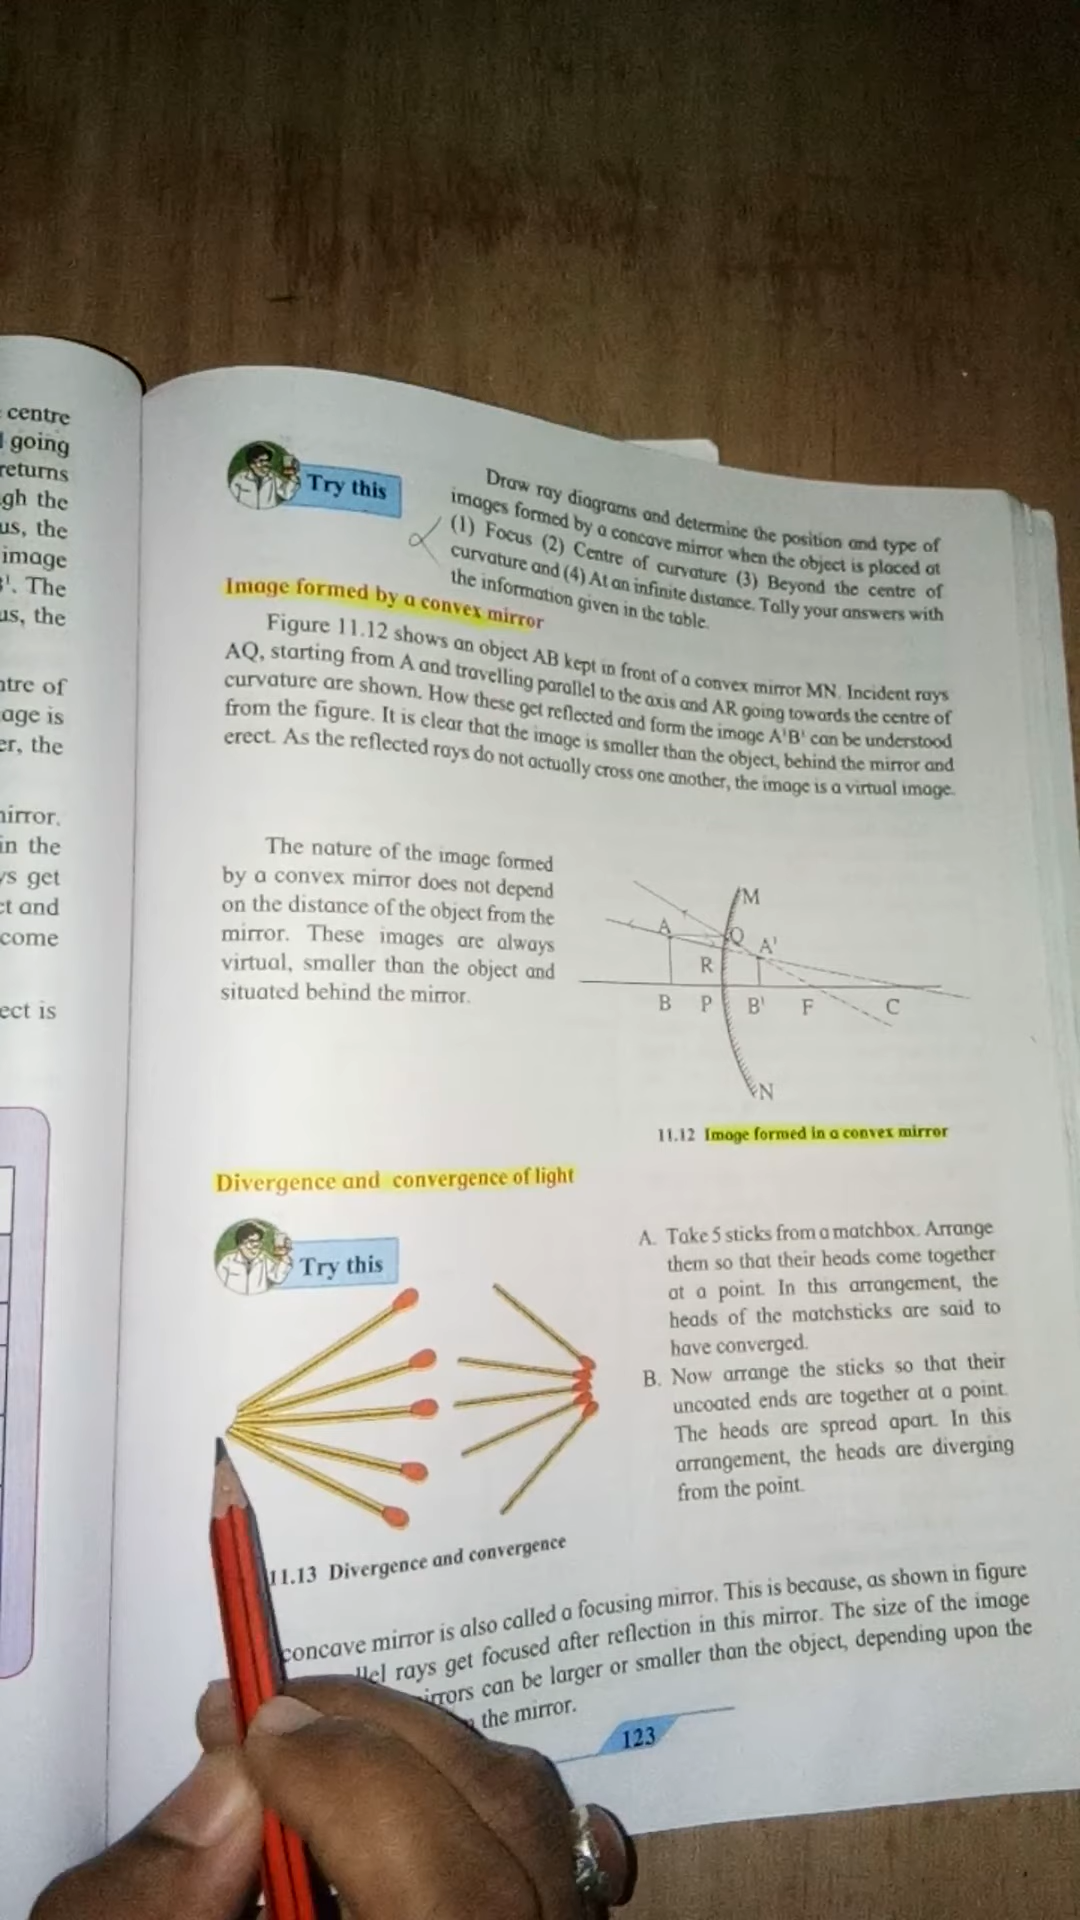 centre
going
returns
gh the
us, the
image
'. The
us, the
ntre of
age is
er, the
mirror.
in the
ys get
ct and
come
ect is
Try this
Draw ray diagrams and determine the position and type of
images formed by a concave mirror when the object is placed at
(1) Focus (2) Centre of curvature (3) Beyond the centre of
curvature and (4) At an infinite distance. Tally your answers with
the information given in the table.
Image formed by a convex mirror
Figure 11.12 shows an object AB kept in front of a convex mirror MN. Incident rays
AQ, starting from A and travelling parallel to the axis and AR going towards the centre of
curvature are shown. How these get reflected and form the image A'B' can be understood
from the figure. It is clear that the image is smaller than the object, behind the mirror and
erect. As the reflected rays do not actually cross one another, the image is a virtual image.
The nature of the image formed
by a convex mirror does not depend
on the distance of the object from the
mirror. These images are always
virtual, smaller than the object and
situated behind the mirror.
M
A Q A'
R
B P B' F C
N
11.12 Image formed in a convex mirror
Divergence and convergence of light
Try this
A. Take 5 sticks from a matchbox. Arrange
them so that their heads come together
at a point. In this arrangement, the
heads of the matchsticks are said to
have converged.
B. Now arrange the sticks so that their
uncoated ends are together at a point.
The heads are spread apart. In this
arrangement, the heads are diverging
from the point.
11.13 Divergence and convergence
concave mirror is also called a focusing mirror. This is because, as shown in figure
llel rays get focused after reflection in this mirror. The size of the image
irrors can be larger or smaller than the object, depending upon the
the mirror.
123